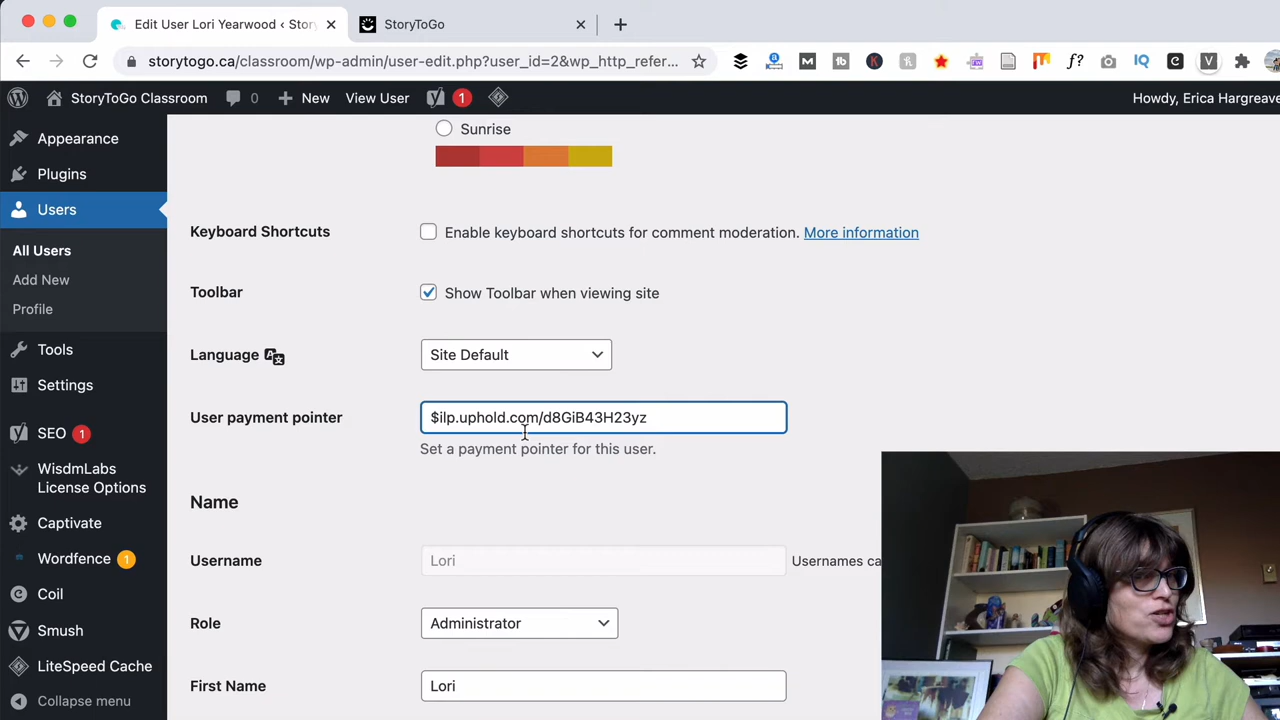 Edit User Lori Yearwood ‹ Story
StoryToGo
storytogo.ca/classroom/wp-admin/user-edit.php?user_id=2&wp_http_refer...
StoryToGo Classroom
0
New
View User
1
Howdy, Erica Hargreave
Appearance
Plugins
Users
All Users
Add New
Profile
Tools
Settings
SEO 1
WisdmLabs
License Options
Captivate
Wordfence 1
Coil
Smush
LiteSpeed Cache
Collapse menu
Sunrise
Keyboard Shortcuts
Enable keyboard shortcuts for comment moderation. More information
Toolbar
Show Toolbar when viewing site
Language
Site Default
User payment pointer
$ilp.uphold.com/d8GiB43H23yz
Set a payment pointer for this user.
Name
Username
Lori
Usernames ca
Role
Administrator
First Name
Lori